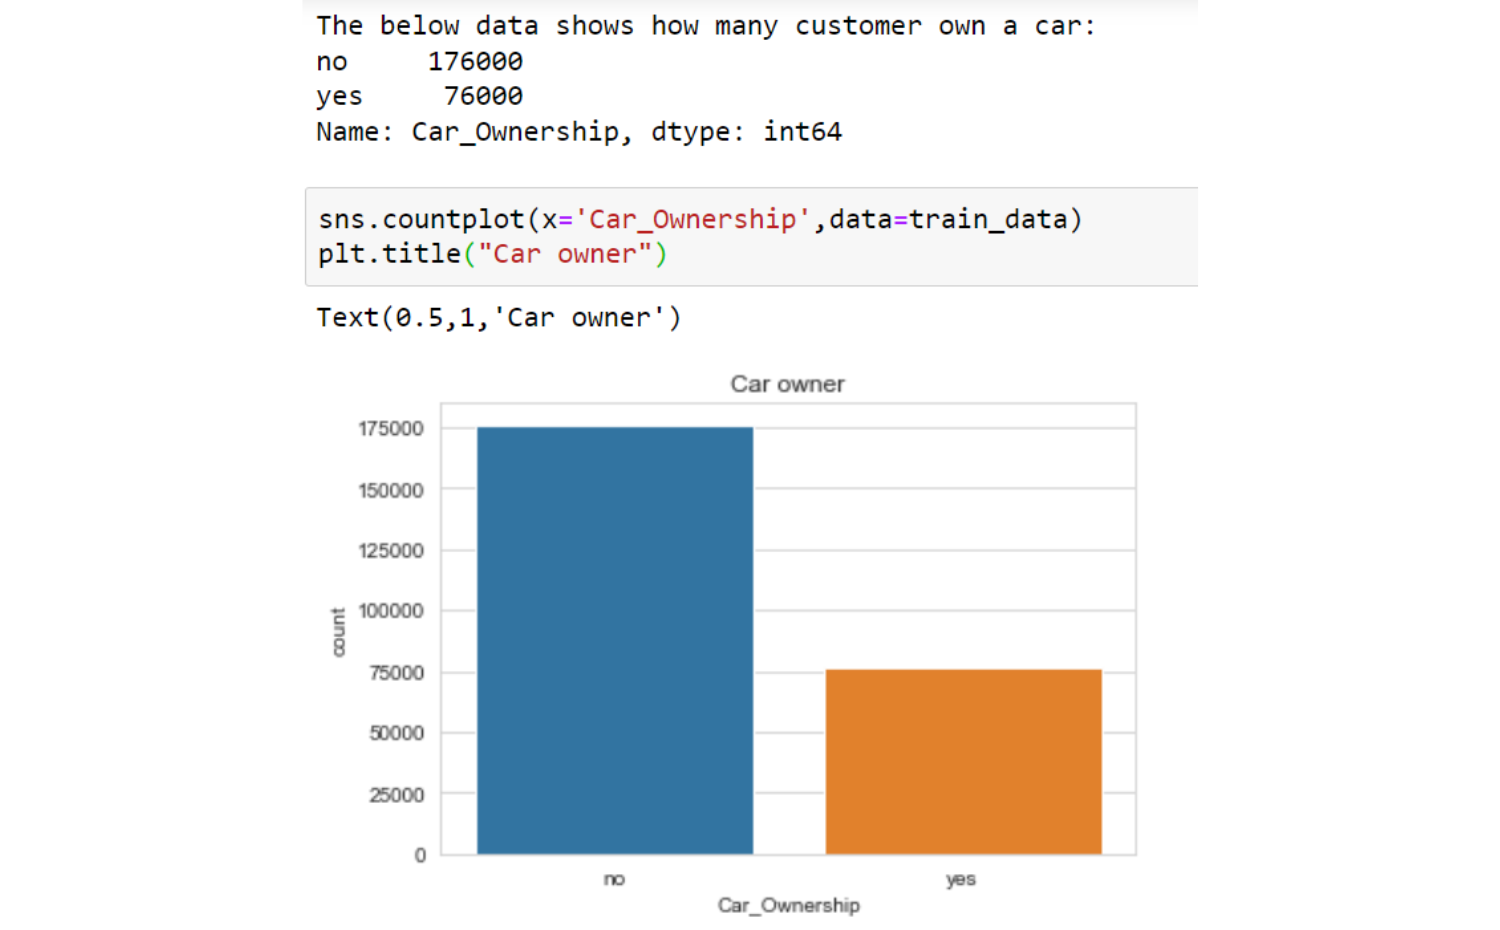 The below data shows how many customer own a car:
no     176000
yes     76000
Name: Car_Ownership, dtype: int64
sns.countplot(x='Car_Ownership',data=train_data)
plt.title("Car owner")
Text(0.5,1,'Car owner')
Car owner
175000
150000
125000
100000
75000
50000
25000
0
count
no yes
Car_Ownership